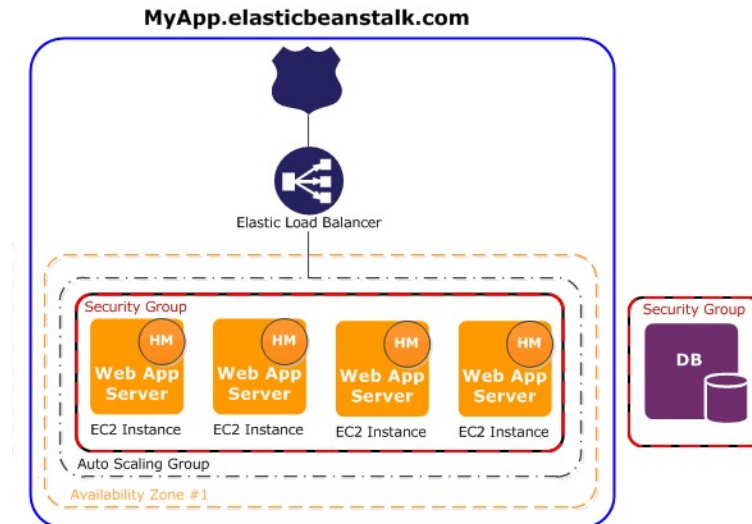 MyApp.elasticbeanstalk.com
Elastic Load Balancer
Security Group
HM
HM
HM
HM
Web App
Server
Web App
Server
Web App
Server
Web App
Server
EC2 Instance
EC2 Instance
EC2 Instance
EC2 Instance
Auto Scaling Group
Availability Zone #1
Security Group
DB